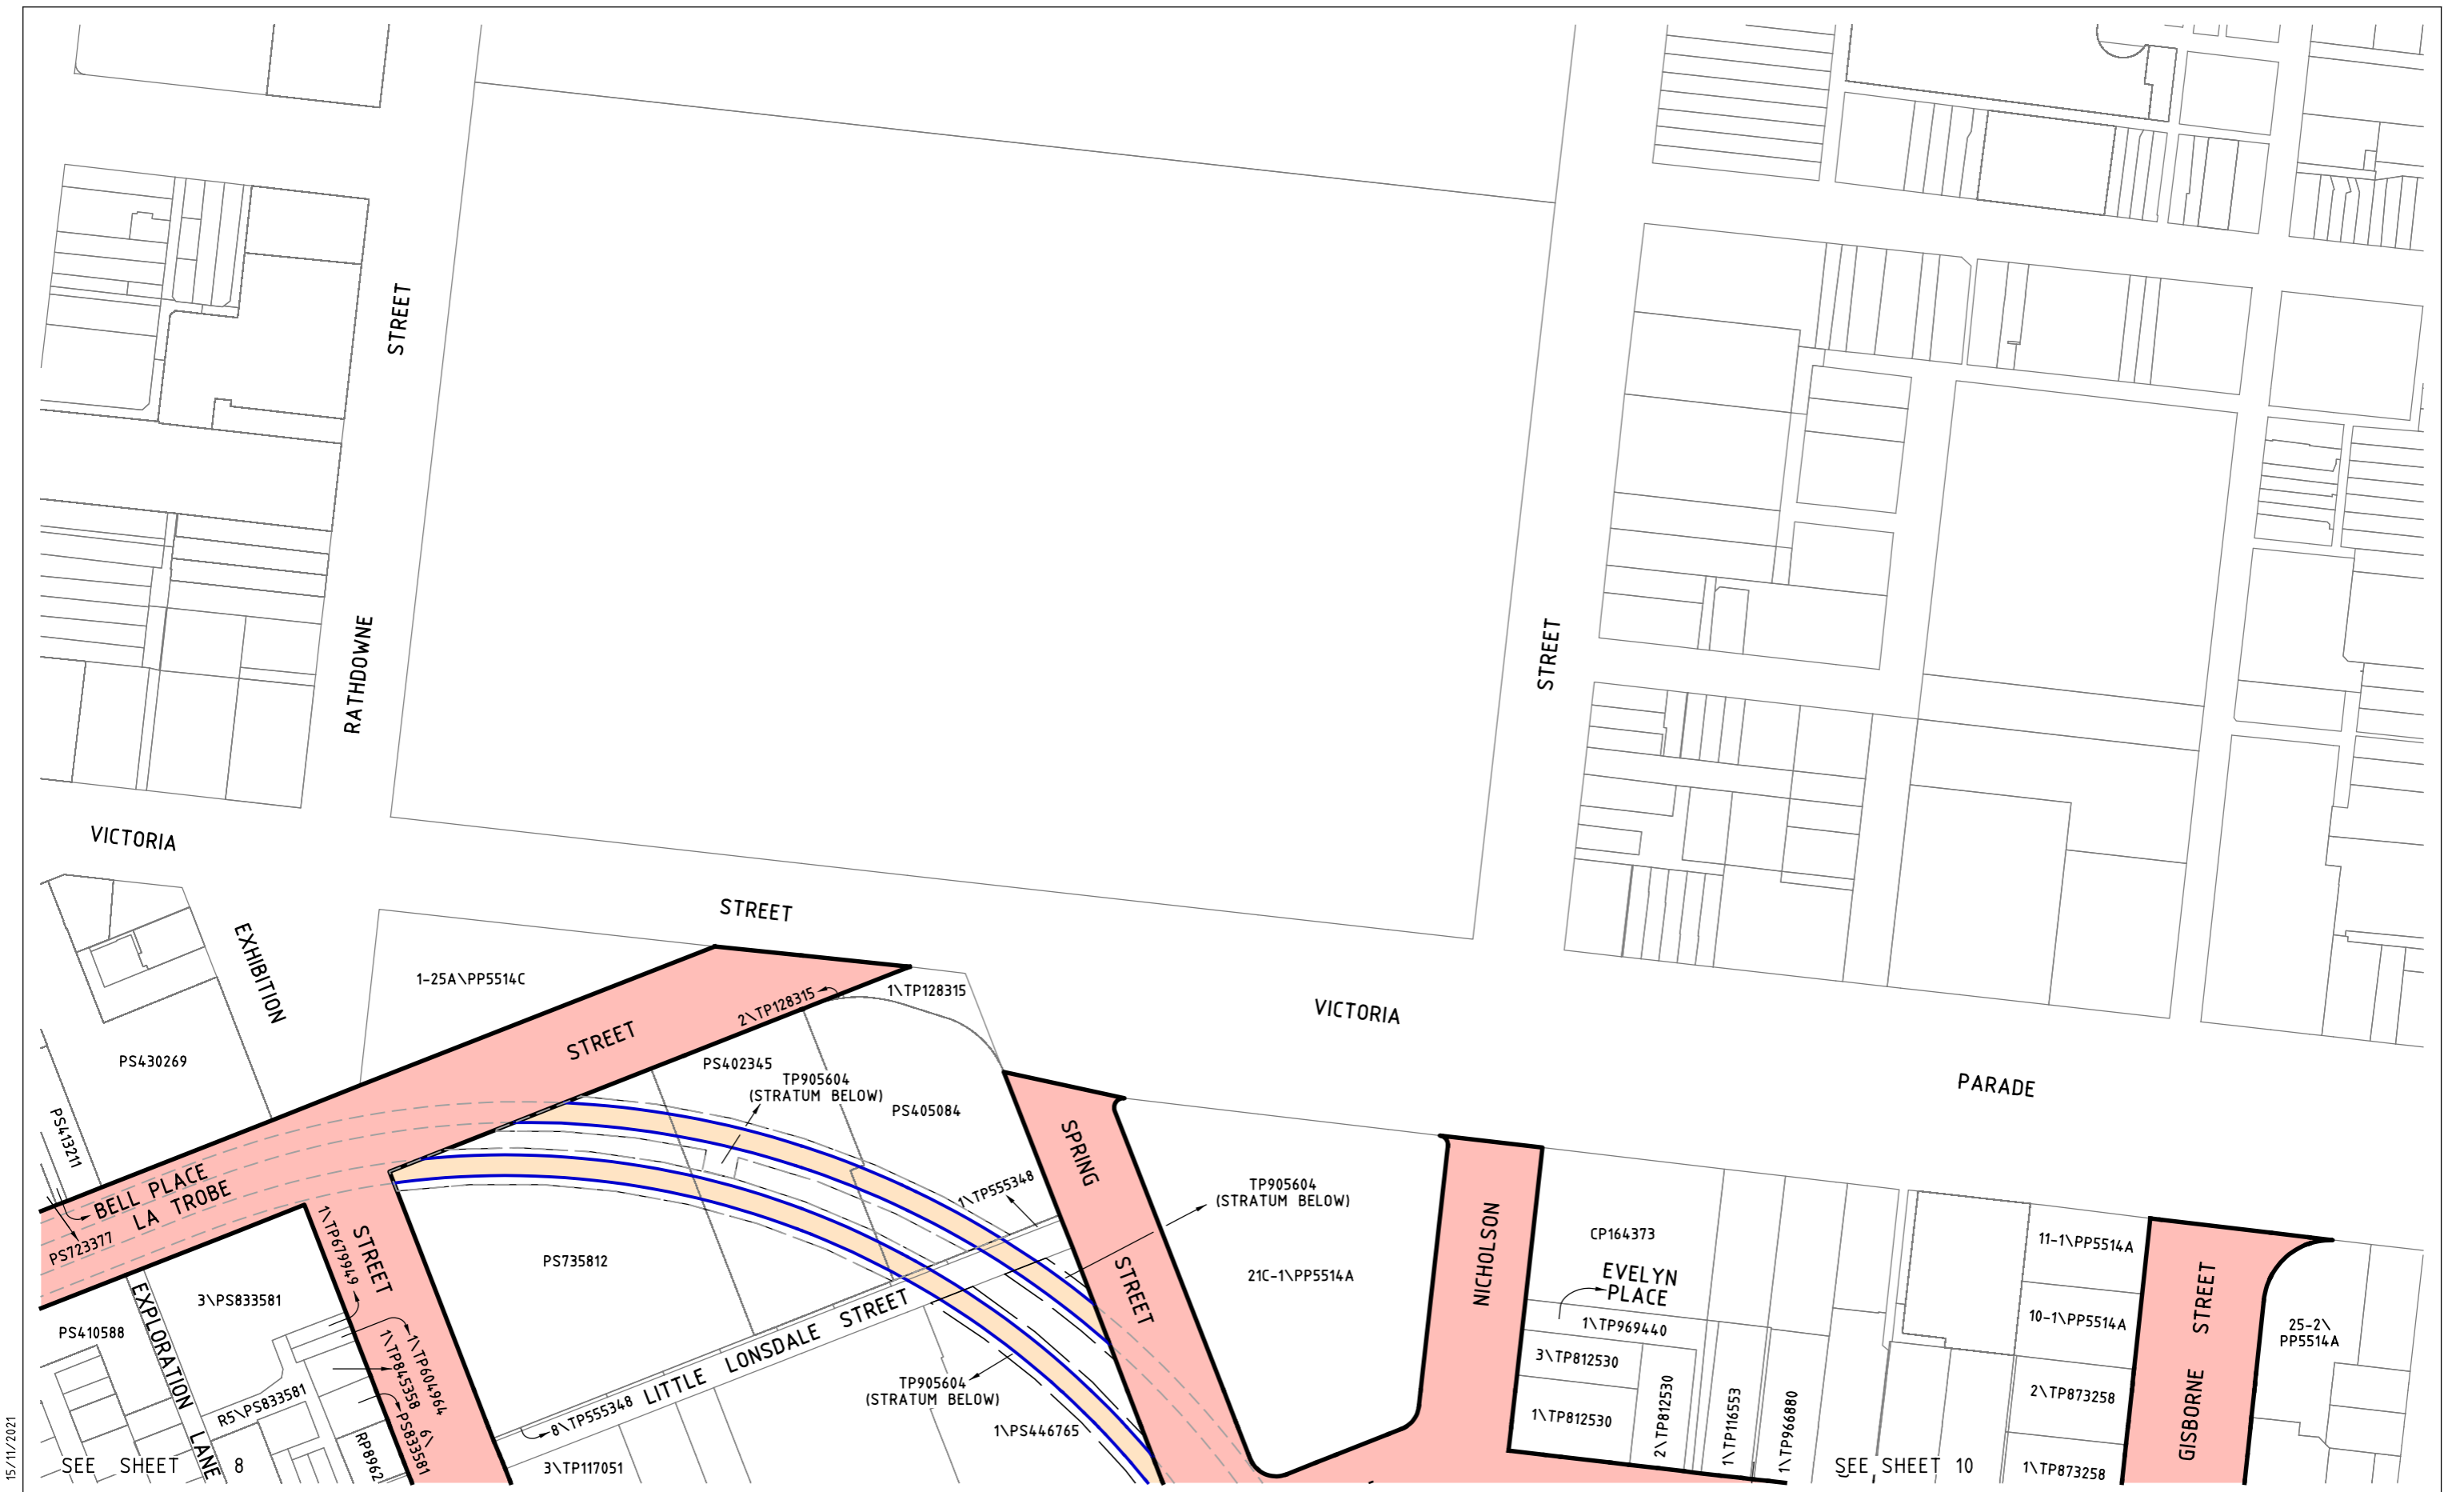 STREET
RATHDOWNE
STREET
VICTORIA
STREET
EXHIBITION
1-25A\PP5514C
1\TP128315
2\TP128315
VICTORIA
STREET
PS430269
PS402345
TP905604
(STRATUM BELOW)
PS405084
PARADE
PS413211
SPRING
BELL PLACE
LA TROBE
1\TP555348
TP905604
(STRATUM BELOW)
PS723377
1\TP679949
STREET
PS735812
21C-1\PP5514A
NICHOLSON
CP164373
11-1\PP5514A
EVELYN
PLACE
STREET
STREET
3\PS833581
EXPLORATION LANE
PS410588
1\TP604964
1\TP845358
LITTLE LONSDALE STREET
1\TP969440
10-1\PP5514A
25-2\
PP5514A
3\TP812530
TP905604
(STRATUM BELOW)
2\TP873258
GISBORNE
R5\PS833581
6\
PS833581
8\TP555348
1\PS446765
1\TP812530
2\TP812530
1\TP116553
1\TP966880
RP8962
SEE SHEET 8
3\TP117051
SEE SHEET 10
1\TP873258
15/11/2021